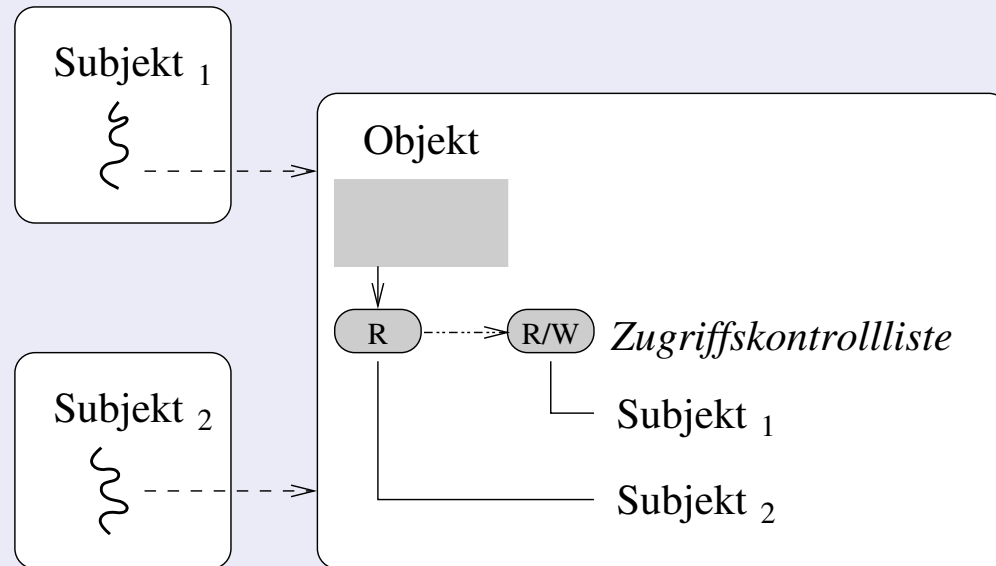 Subjekt 1
Objekt
R
R/W
Zugriffskontrollliste
Subjekt 2
Subjekt 1
Subjekt 2